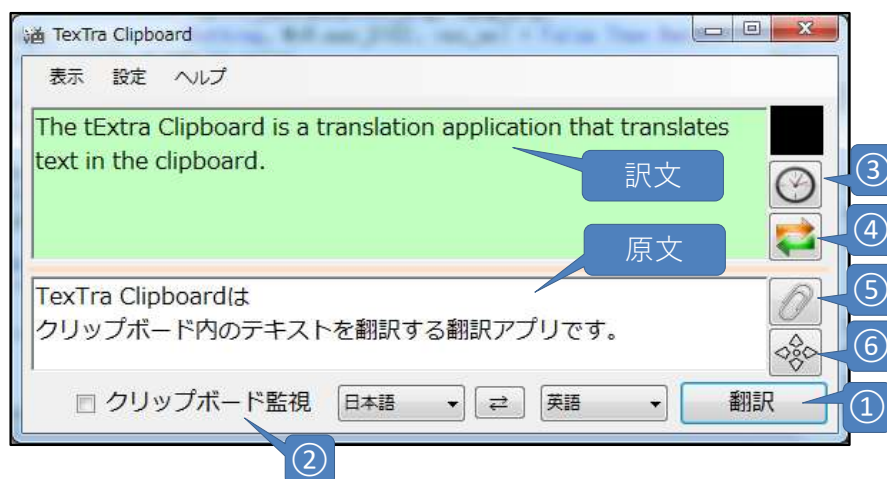 TexTra Clipboard
表示 設定 ヘルプ
The tExtra Clipboard is a translation application that translates
text in the clipboard.
訳文
③
④
原文
TexTra Clipboardは
クリップボード内のテキストを翻訳する翻訳アプリです。
⑤
⑥
クリップボード監視 日本語 ⇄ 英語 翻訳 ①
②